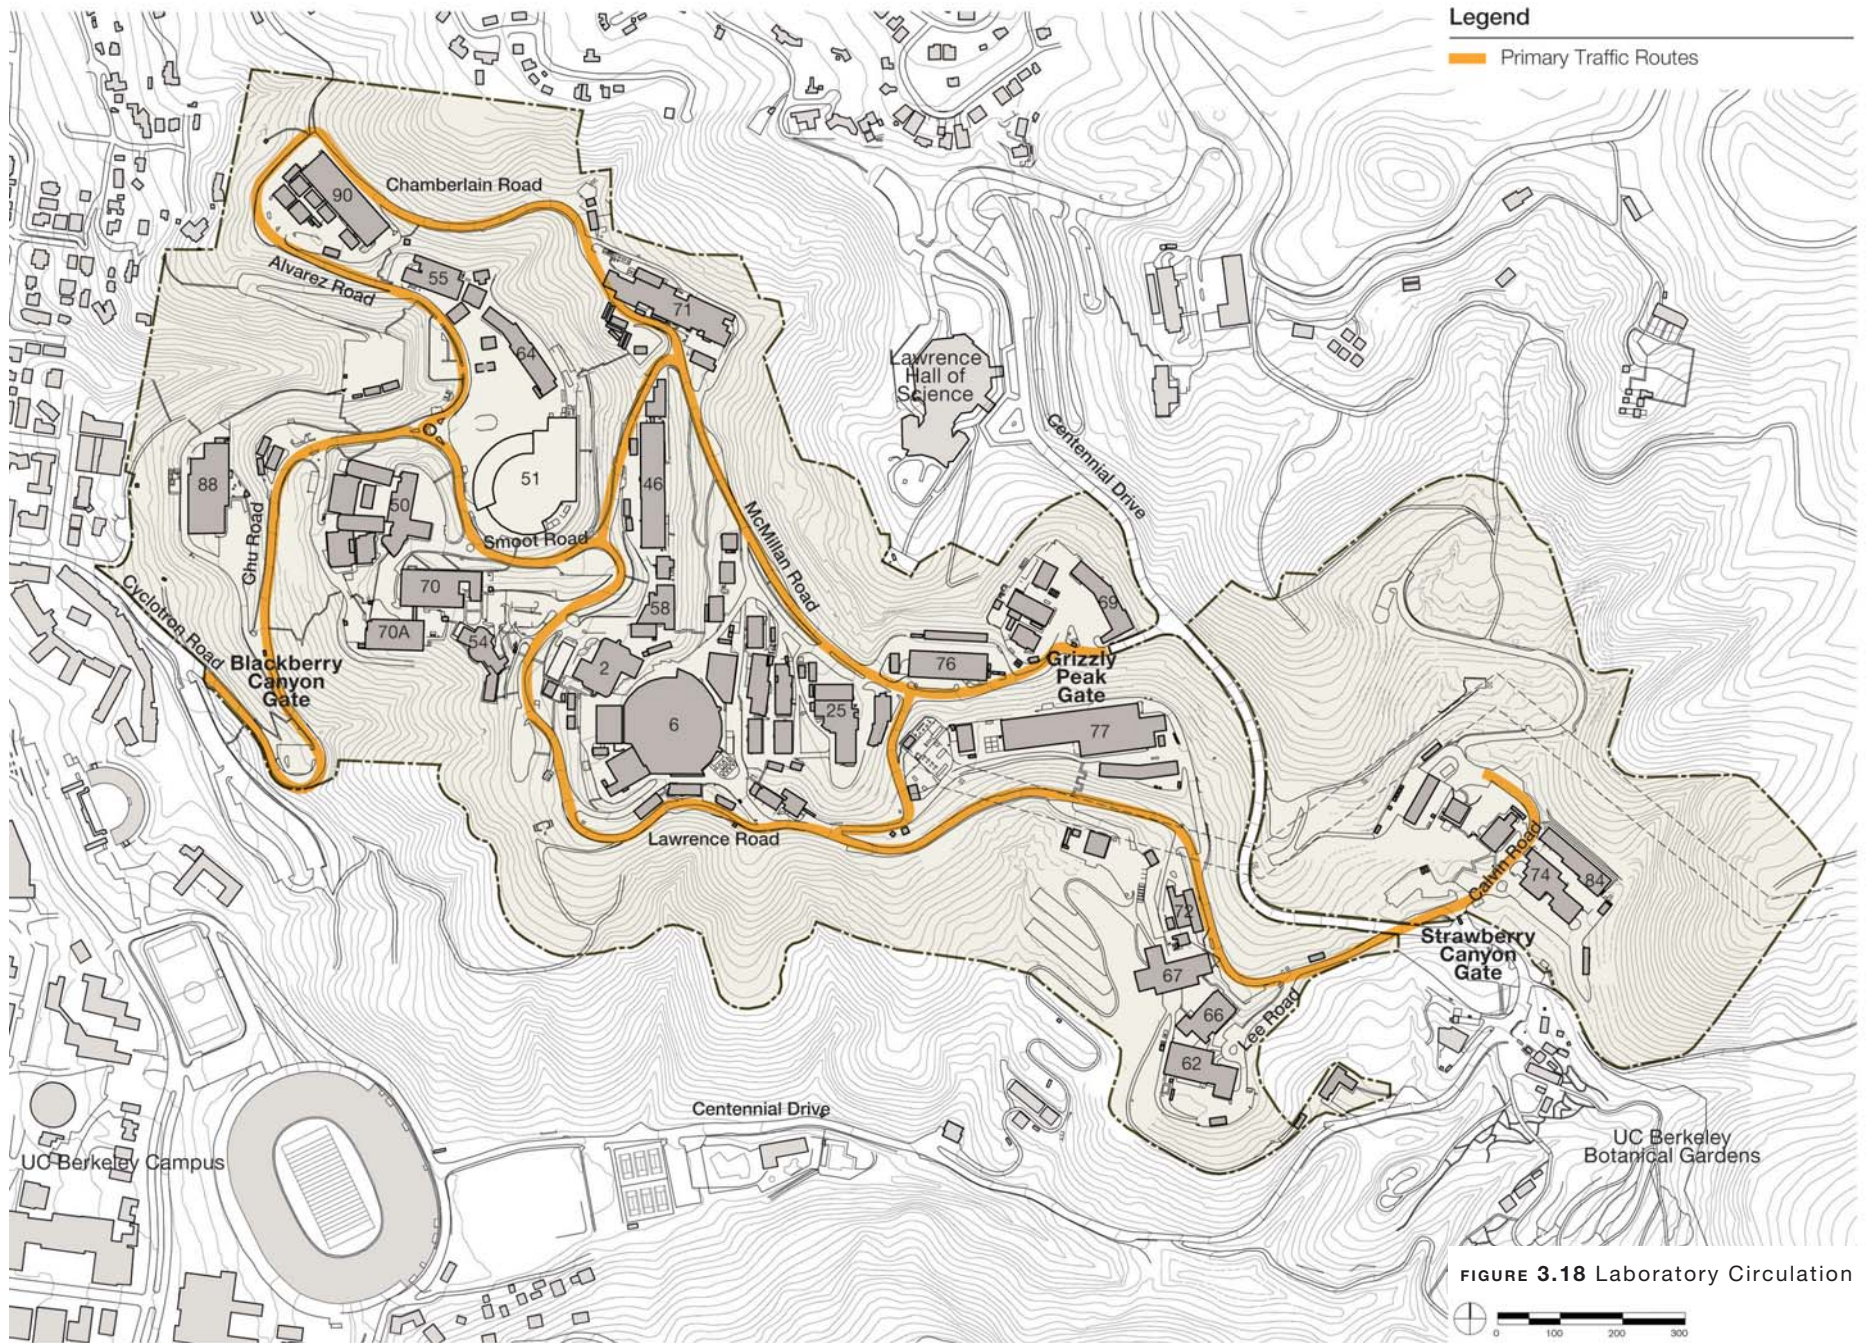 Legend
Primary Traffic Routes
Chamberlain Road
90
Alvarez Road
55
71
64
Lawrence
Hall of
Science
Centennial Drive
88
50
51
46
Chu Road
Smoot Road
McMillan Road
Cyclotron Road
70
58
69
70A
54
Blackberry
Canyon
Gate
2
76
Grizzly
Peak
Gate
6
25
77
Lawrence Road
Calvin Road
74
84
72
Strawberry
Canyon
Gate
67
66
Lee Road
62
Centennial Drive
UC Berkeley Campus
UC Berkeley
Botanical Gardens
FIGURE 3.18 Laboratory Circulation
0 100 200 300